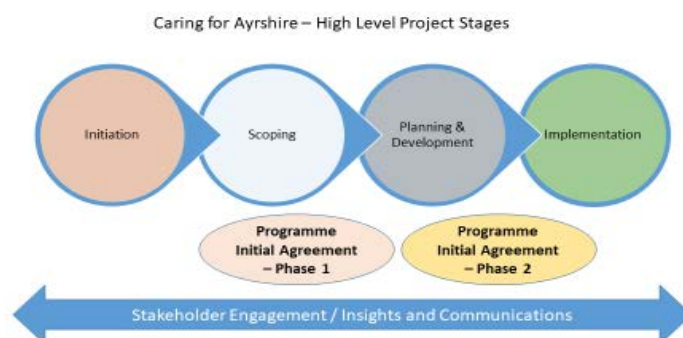 Caring for Ayrshire – High Level Project Stages
Initiation
Scoping
Planning &
Development
Implementation
Programme
Initial Agreement
– Phase 1
Programme
Initial Agreement
– Phase 2
Stakeholder Engagement / Insights and Communications